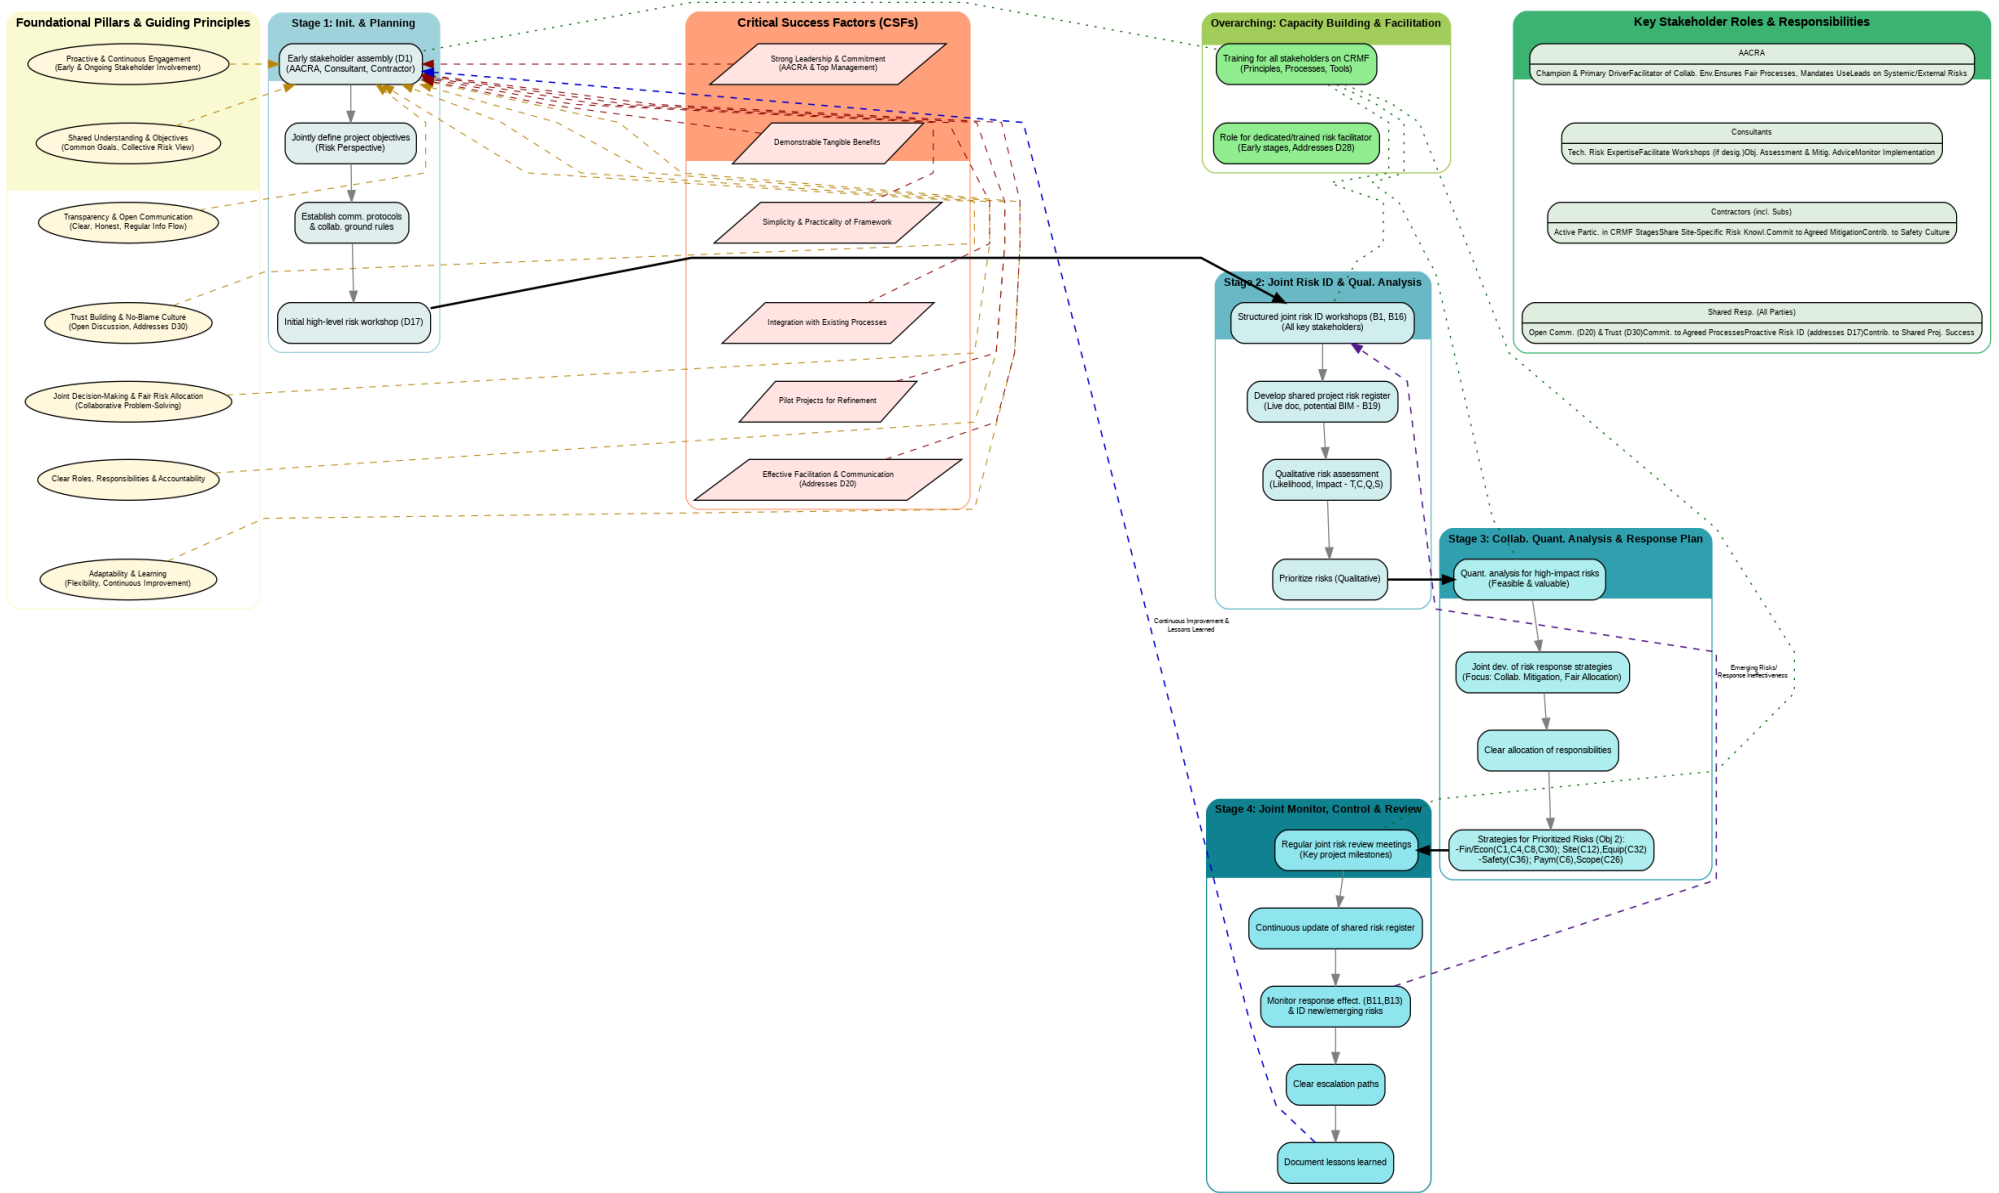 Foundational Pillars & Guiding Principles
Proactive & Continuous Engagement
(Early & Ongoing Stakeholder Involvement)
Shared Understanding & Objectives
(Common Goals, Collective Risk View)
Transparency & Open Communication
(Clear, Honest, Regular Info Flow)
Trust Building & No-Blame Culture
(Open Discussion, Addresses D30)
Joint Decision-Making & Fair Risk Allocation
(Collaborative Problem-Solving)
Clear Roles, Responsibilities & Accountability
Adaptability & Learning
(Flexibility, Continuous Improvement)
Stage 1: Init. & Planning
Early stakeholder assembly (D1)
(AACRA, Consultant, Contractor)
Jointly define project objectives
(Risk Perspective)
Establish comm. protocols
& collab. ground rules
Initial high-level risk workshop (D17)
Critical Success Factors (CSFs)
Strong Leadership & Commitment
(AACRA & Top Management)
Demonstrable Tangible Benefits
Simplicity & Practicality of Framework
Integration with Existing Processes
Pilot Projects for Refinement
Effective Facilitation & Communication
(Addresses D20)
Overarching: Capacity Building & Facilitation
Training for all stakeholders on CRMF
(Principles, Processes, Tools)
Role for dedicated/trained risk facilitator
(Early stages, Addresses D28)
Key Stakeholder Roles & Responsibilities
AACRA
Champion & Primary DriverFacilitator of Collab. Env.Ensures Fair Processes, Mandates UseLeads on Systemic/External Risks
Consultants
Tech. Risk ExpertiseFacilitate Workshops (if desig.)Obj. Assessment & Mitig. AdviceMonitor Implementation
Contractors (incl. Subs)
Active Partic. in CRMF StagesShare Site-Specific Risk Knowl.Commit to Agreed MitigationContrib. to Safety Culture
Shared Resp. (All Parties)
Open Comm. (D20) & Trust (D30)Commit. to Agreed ProcessesProactive Risk ID (addresses D17)Contrib. to Shared Proj. Success
Stage 2: Joint Risk ID & Qual. Analysis
Structured joint risk ID workshops (B1, B16)
(All key stakeholders)
Develop shared project risk register
(Live doc, potential BIM - B19)
Qualitative risk assessment
(Likelihood, Impact - T,C,Q,S)
Prioritize risks (Qualitative)
Stage 3: Collab. Quant. Analysis & Response Plan
Quant. analysis for high-impact risks
(Feasible & valuable)
Joint dev. of risk response strategies
(Focus: Collab. Mitigation, Fair Allocation)
Clear allocation of responsibilities
Strategies for Prioritized Risks (Obj 2):
-Fin/Econ(C1,C4,C8,C30); Site(C12),Equip(C32)
-Safety(C36); Paym(C6),Scope(C26)
Continuous Improvement &
Lessons Learned
Emerging Risks/
Response Ineffectiveness
Stage 4: Joint Monitor, Control & Review
Regular joint risk review meetings
(Key project milestones)
Continuous update of shared risk register
Monitor response effect. (B11,B13)
& ID new/emerging risks
Clear escalation paths
Document lessons learned